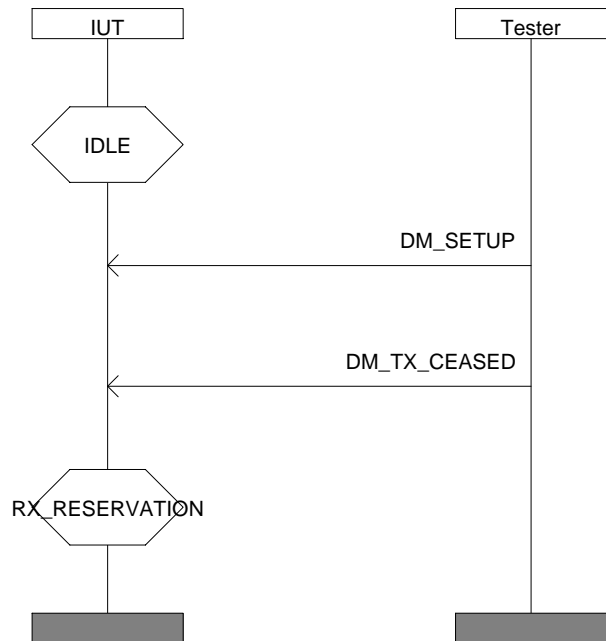 IUT
Tester
IDLE
DM_SETUP
DM_TX_CEASED
RX_RESERVATION